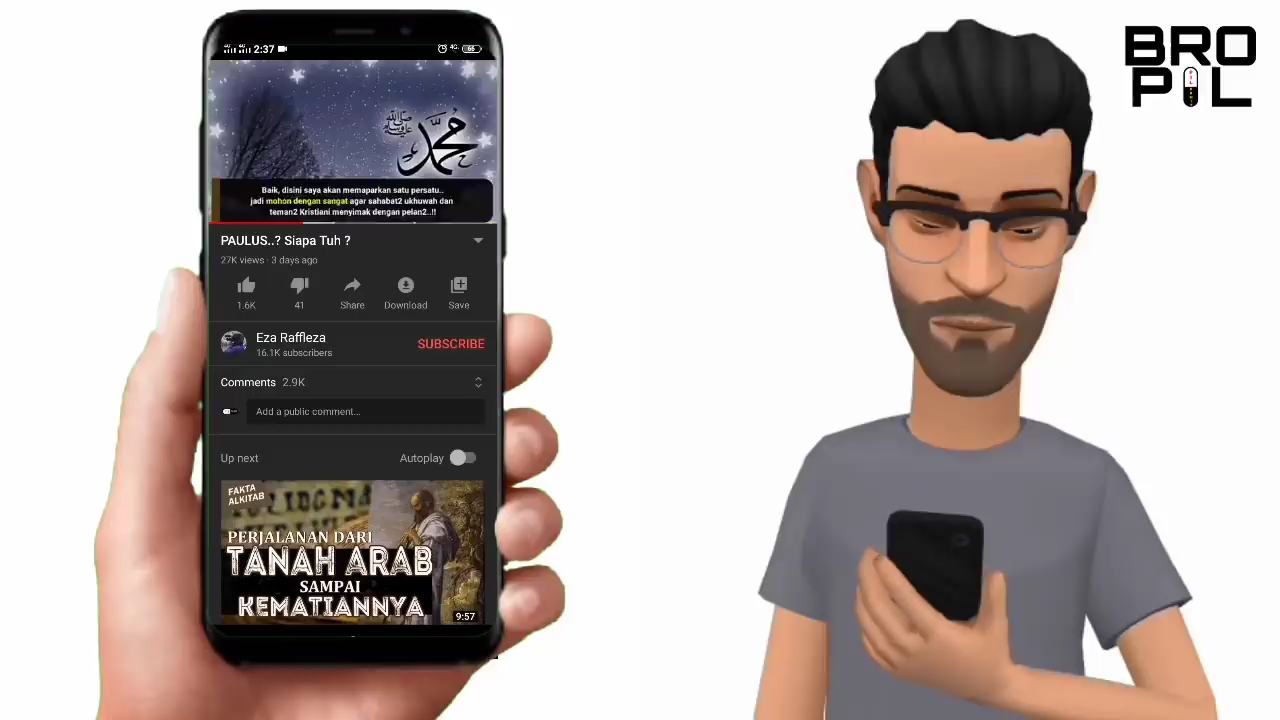 2:37
4G
66
BRO
PIL
محمد
Baik, disini saya akan memaparkan satu persatu..
jadi mohon dengan sangat agar sahabat2 ukhuwah dan
teman2 Kristiani menyimak dengan pelan2..!!
PAULUS..? Siapa Tuh ?
27K views · 3 days ago
1.6K
41
Share
Download
Save
Eza Raffleza
16.1K subscribers
SUBSCRIBE
Comments 2.9K
Add a public comment...
Up next
Autoplay
FAKTA
ALKITAB
PERJALANAN DARI
TANAH ARAB
SAMPAI
KEMATIANNYA
9:57